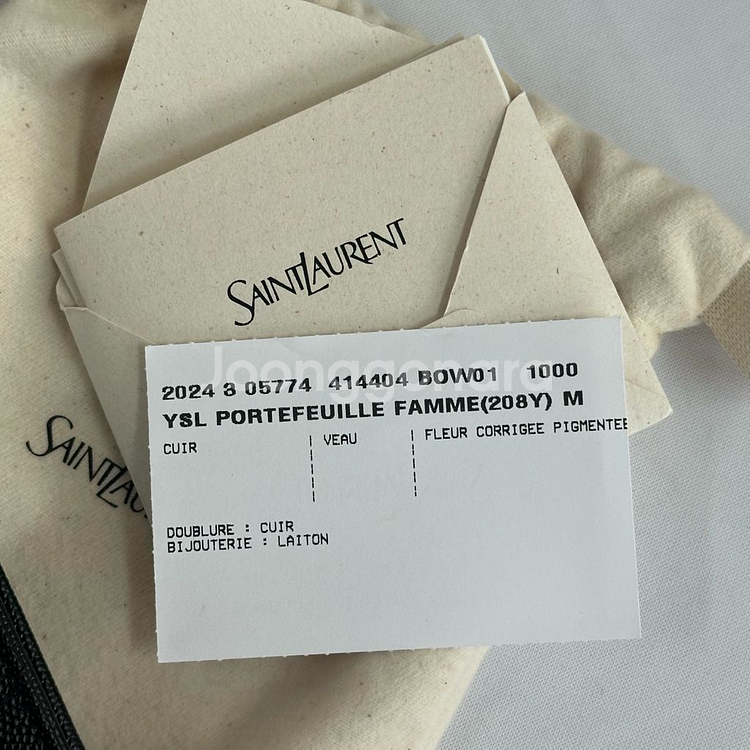 SAINT LAURENT
Joonggonara
2024 3 05774 414404 BOW01 1000
YSL PORTEFEUILLE FAMME(208Y) M
CUIR VEAU FLEUR CORRIGEE PIGMENTEE
SAINT LAU
DOUBLURE : CUIR
BIJOUTERIE : LAITON